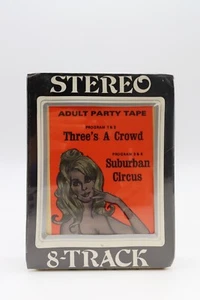 STEREO
ADULT PARTY TAPE
PROGRAM 1 & 2
Three's A Crowd
PROGRAM 3 & 4
Suburban
Circus
8-TRACK